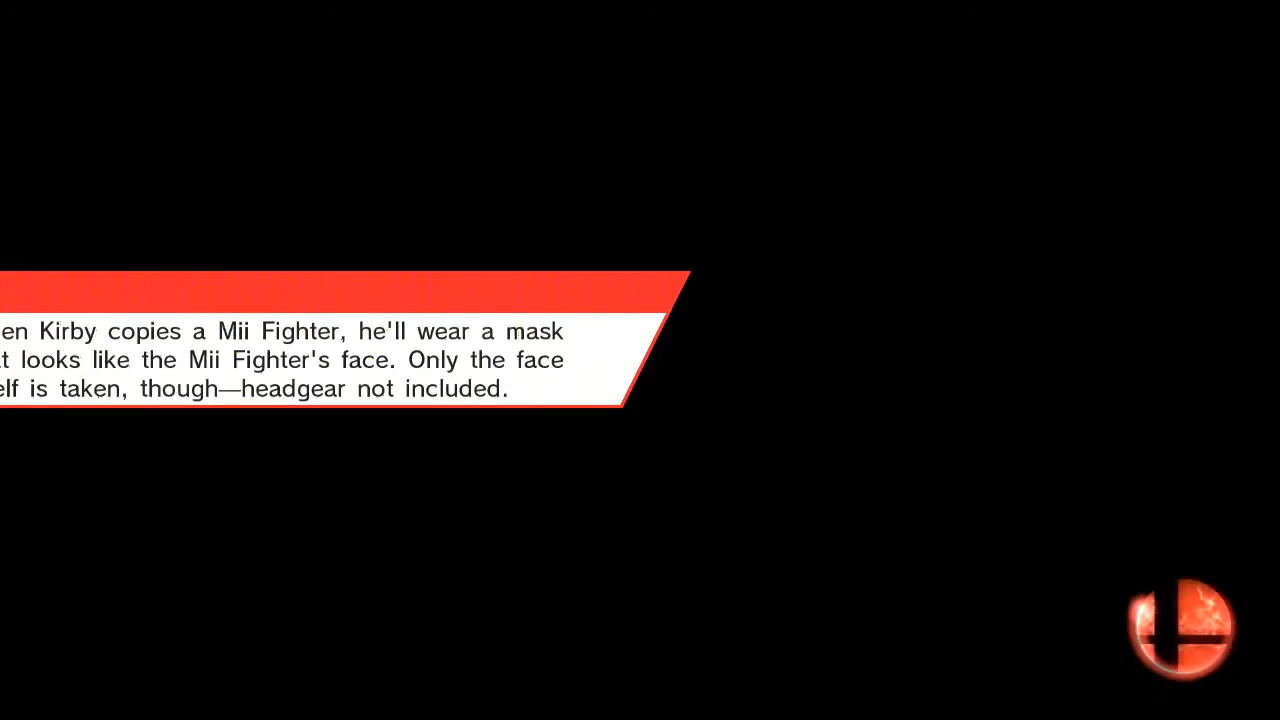 en Kirby copies a Mii Fighter, he'll wear a mask
t looks like the Mii Fighter's face. Only the face
elf is taken, though—headgear not included.